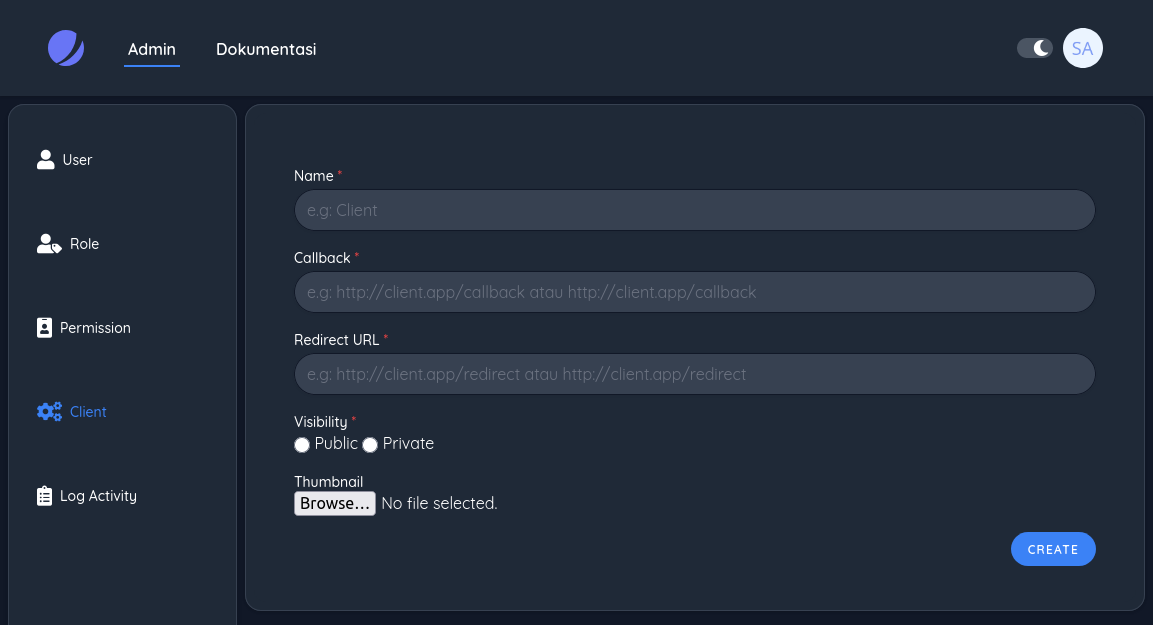 Admin Dokumentasi SA
User
Role
Permission
Client
Log Activity
Name *
e.g: Client
Callback *
e.g: http://client.app/callback atau http://client.app/callback
Redirect URL *
e.g: http://client.app/redirect atau http://client.app/redirect
Visibility *
Public Private
Thumbnail
Browse... No file selected.
CREATE